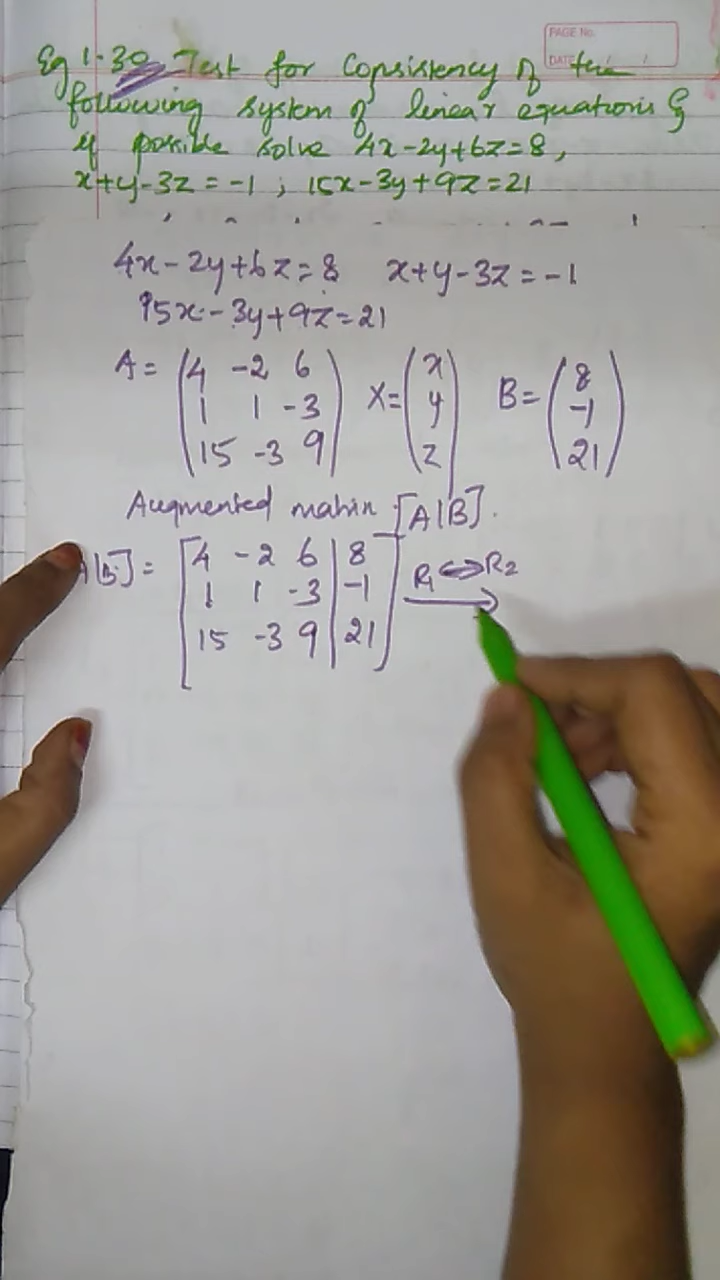 PAGE No.
DATE / /
Eg 1.30 Test for Consistency of the
following system of linear equations &
if possible solve 4x-2y+6z=8,
x+y-3z=-1; 15x-3y+9z=21
4x-2y+6z=8 x+y-3z=-1
15x-3y+9z=21
A= (4 -2 6 X= (x B= (8
1 1 -3 y -1
15 -3 9) z) 21)
Augmented matrix [A|B].
|B]= [4 -2 6 | 8 R1⇔R2
1 1 -3 | -1 →
15 -3 9 | 21]